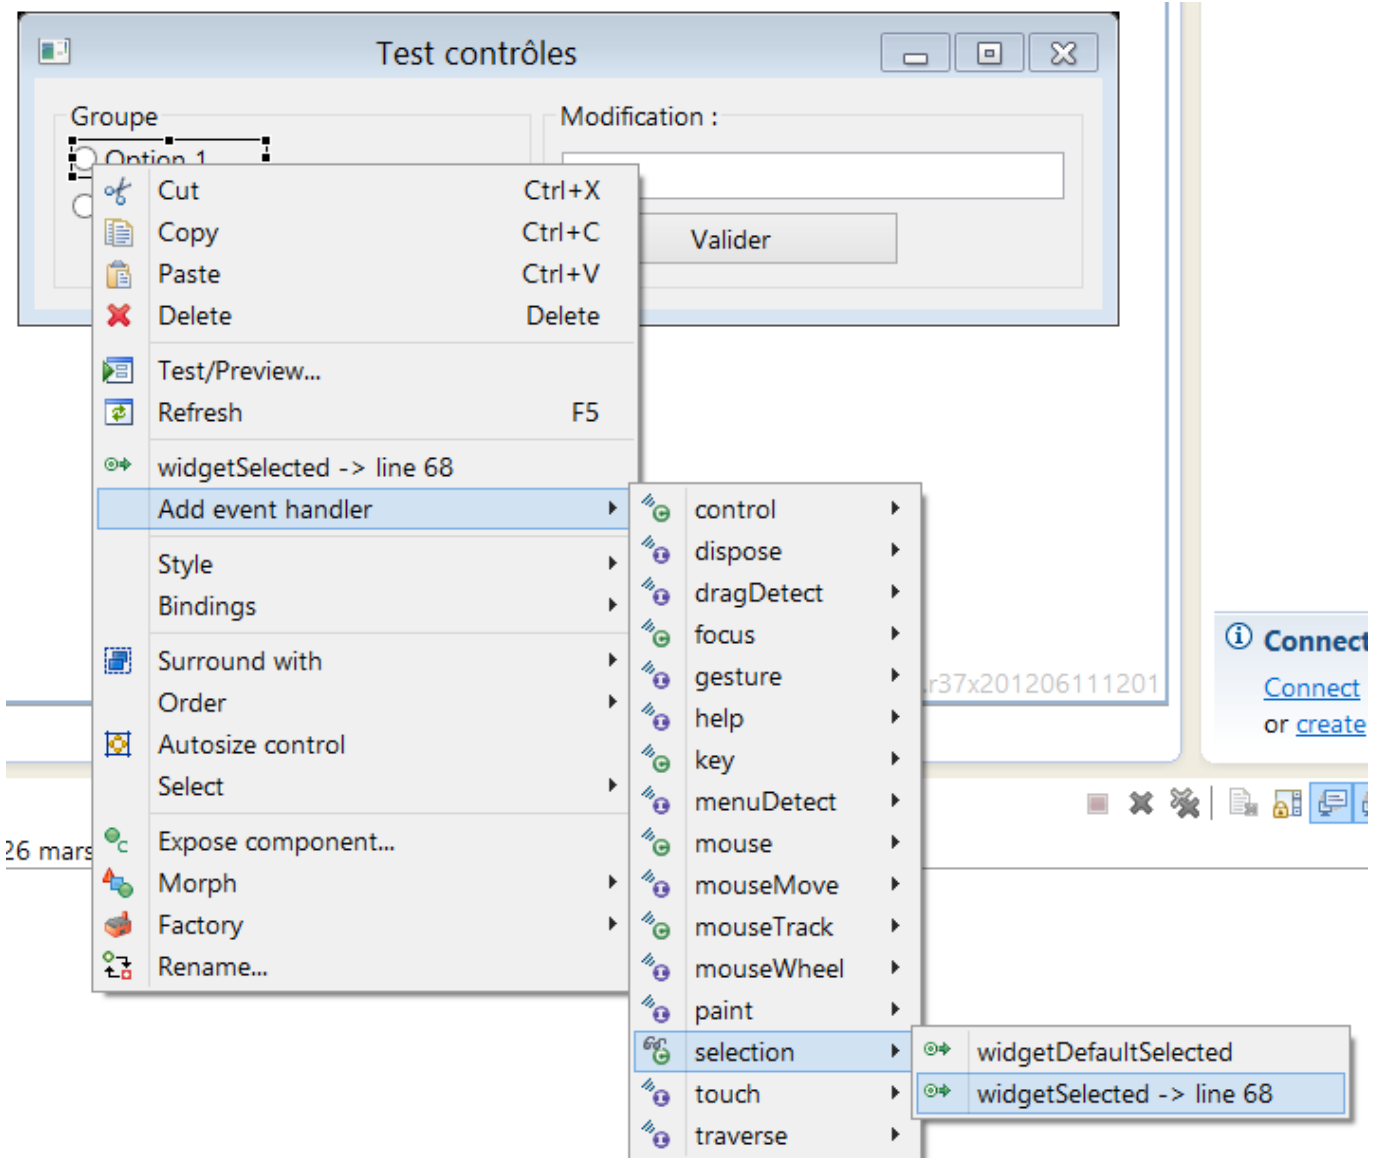 Test contrôles
Groupe
Modification :
Option 1
Valider
Cut Ctrl+X
Copy Ctrl+C
Paste Ctrl+V
Delete Delete
Test/Preview...
Refresh F5
widgetSelected -> line 68
Add event handler
Style
Bindings
Surround with
Order
Autosize control
Select
Expose component...
Morph
Factory
Rename...
control
dispose
dragDetect
focus
gesture
help
key
menuDetect
mouse
mouseMove
mouseTrack
mouseWheel
paint
selection
touch
traverse
widgetDefaultSelected
widgetSelected -> line 68
.r37x201206111201
Connect
Connect
or create
26 mars